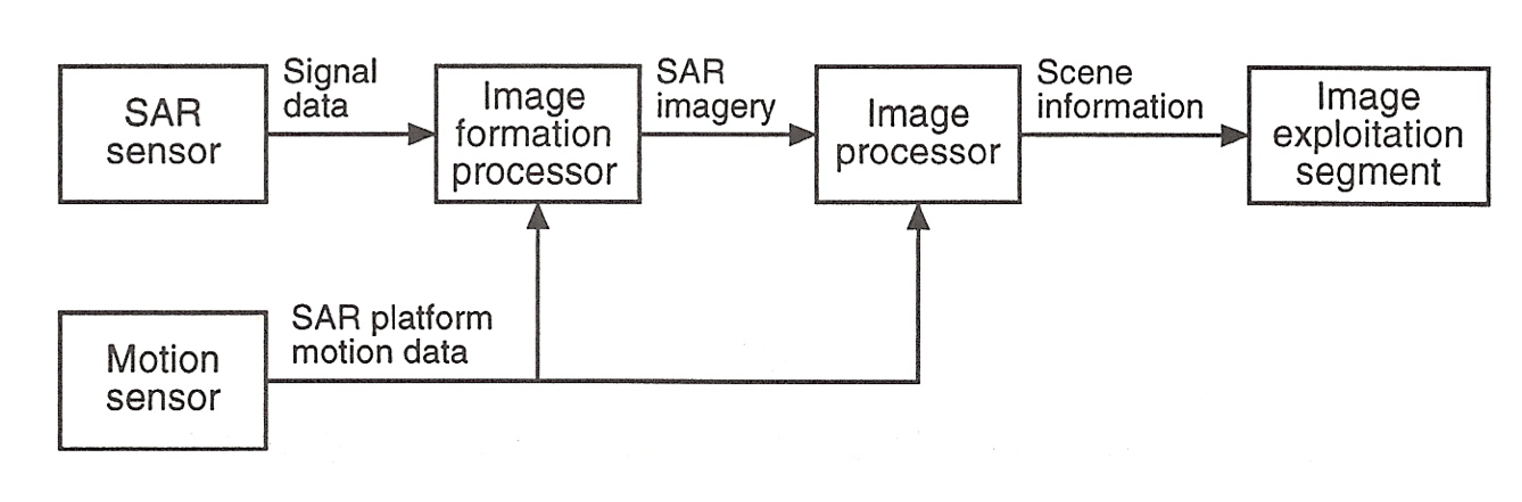 SAR
sensor
Signal
data
Image
formation
processor
SAR
imagery
Image
processor
Scene
information
Image
exploitation
segment
Motion
sensor
SAR platform
motion data